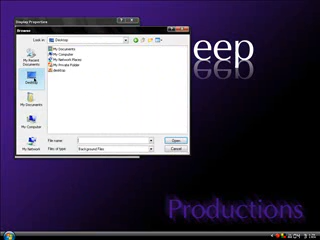 Display Properties
Browse
Look in:
Desktop
My Recent
Documents
Desktop
My Documents
My Computer
My Network
My Documents
My Computer
My Network Places
My Private Folder
desktop
File name:
Open
Files of type:
Background Files
Cancel
eep
Productions